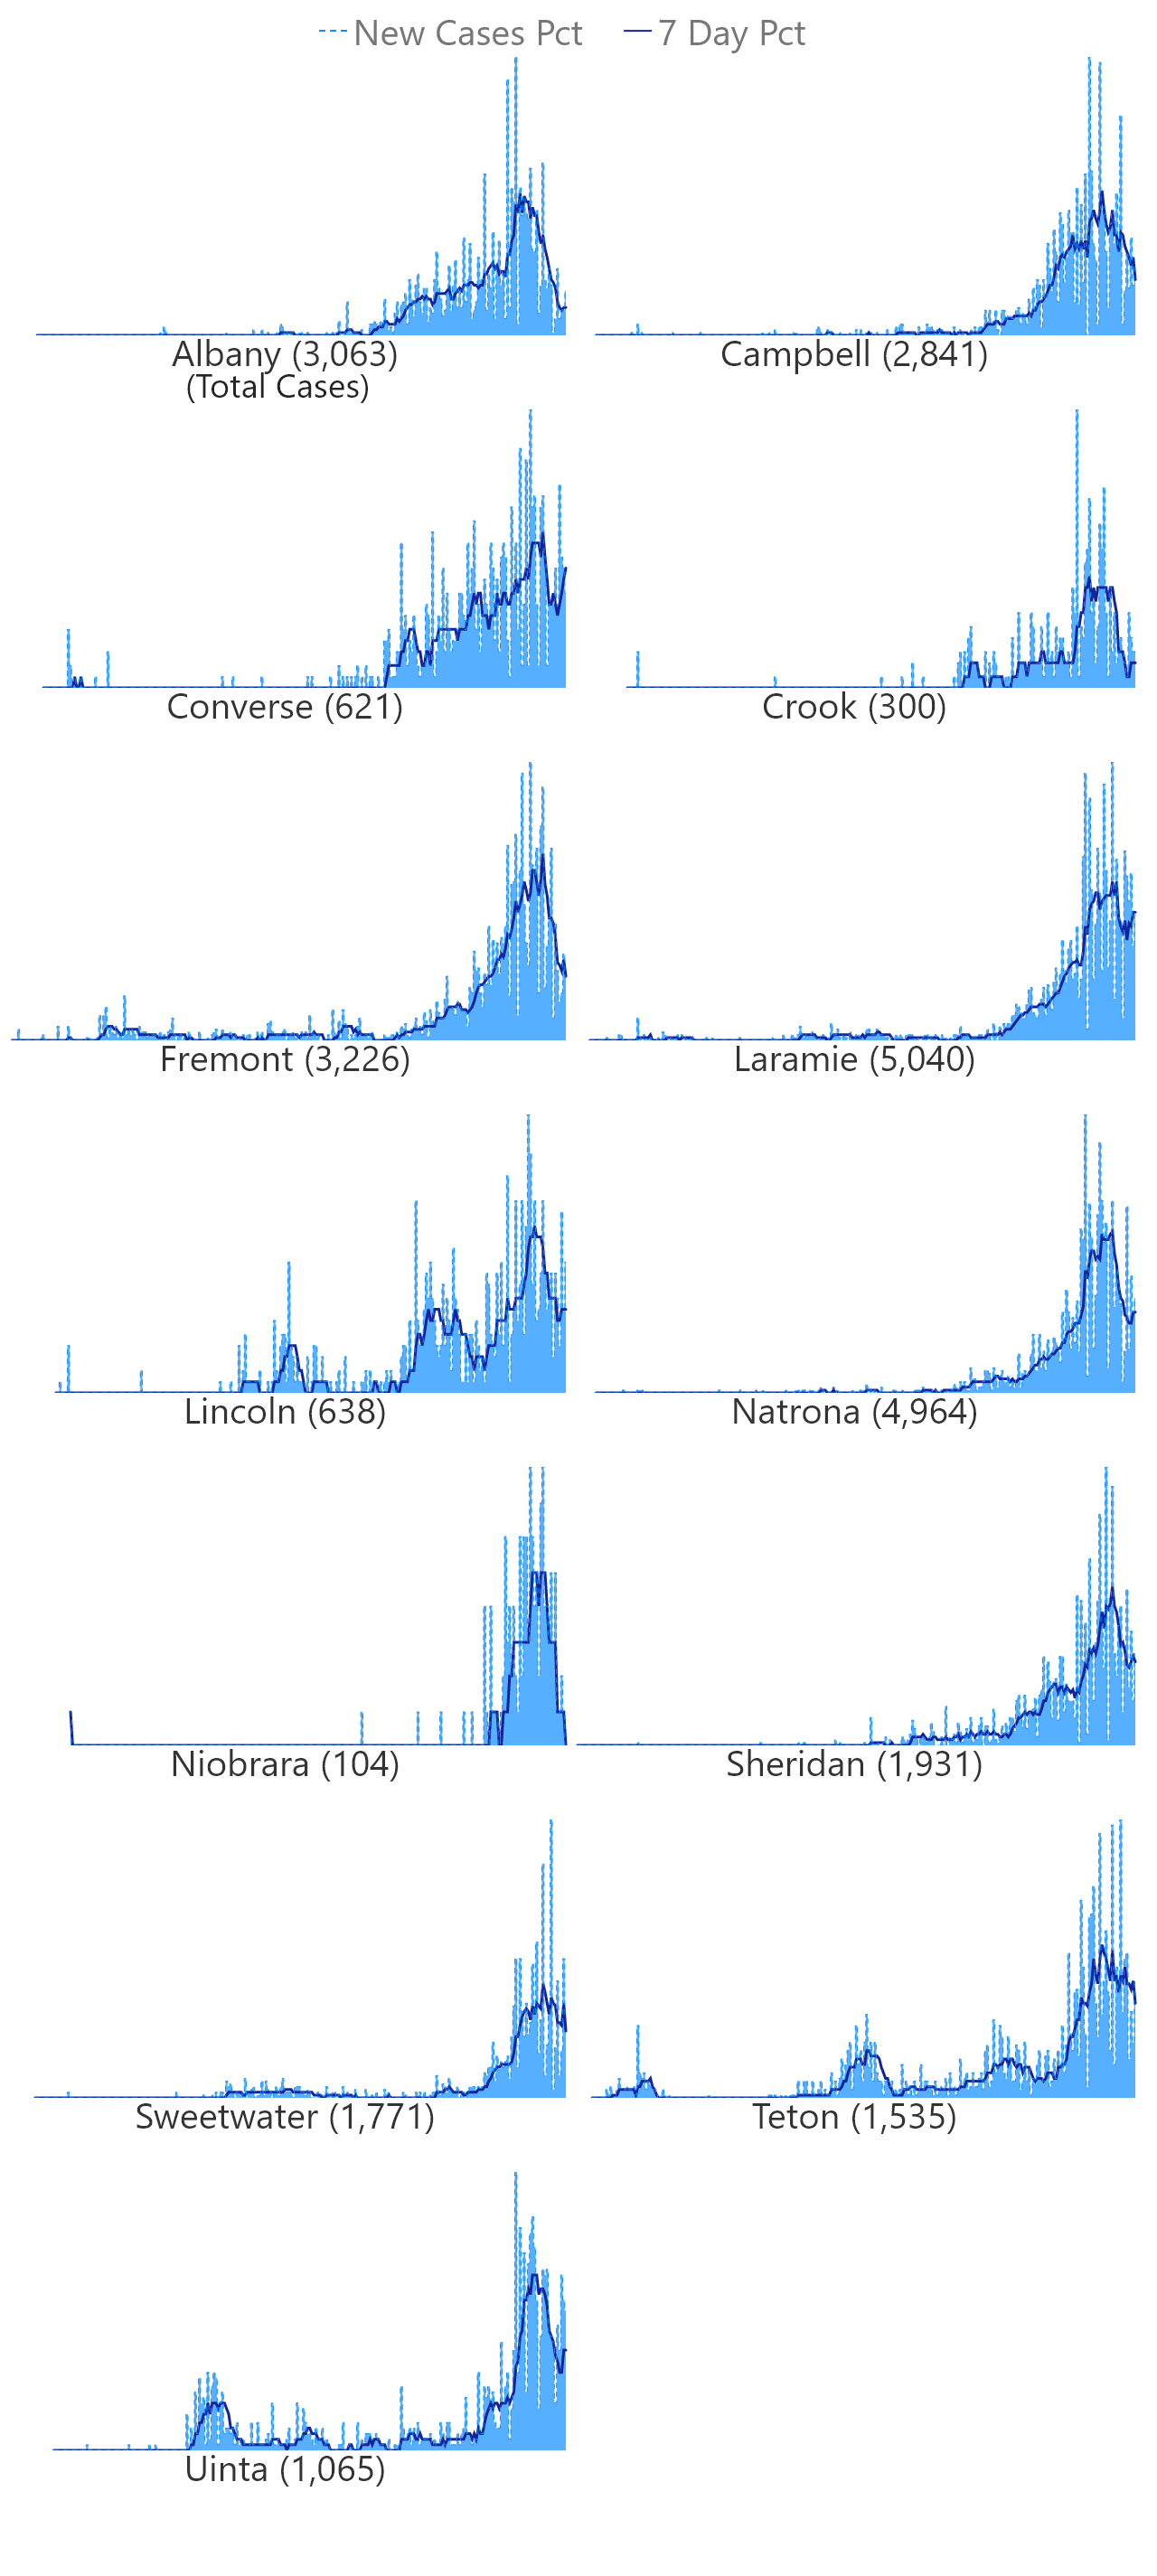 New Cases Pct 7 Day Pct
Albany (3,063) Campbell (2,841)
(Total Cases)
Converse (621) Crook (300)
Fremont (3,226) Laramie (5,040)
Lincoln (638) Natrona (4,964)
Niobrara (104) Sheridan (1,931)
Sweetwater (1,771) Teton (1,535)
Uinta (1,065)